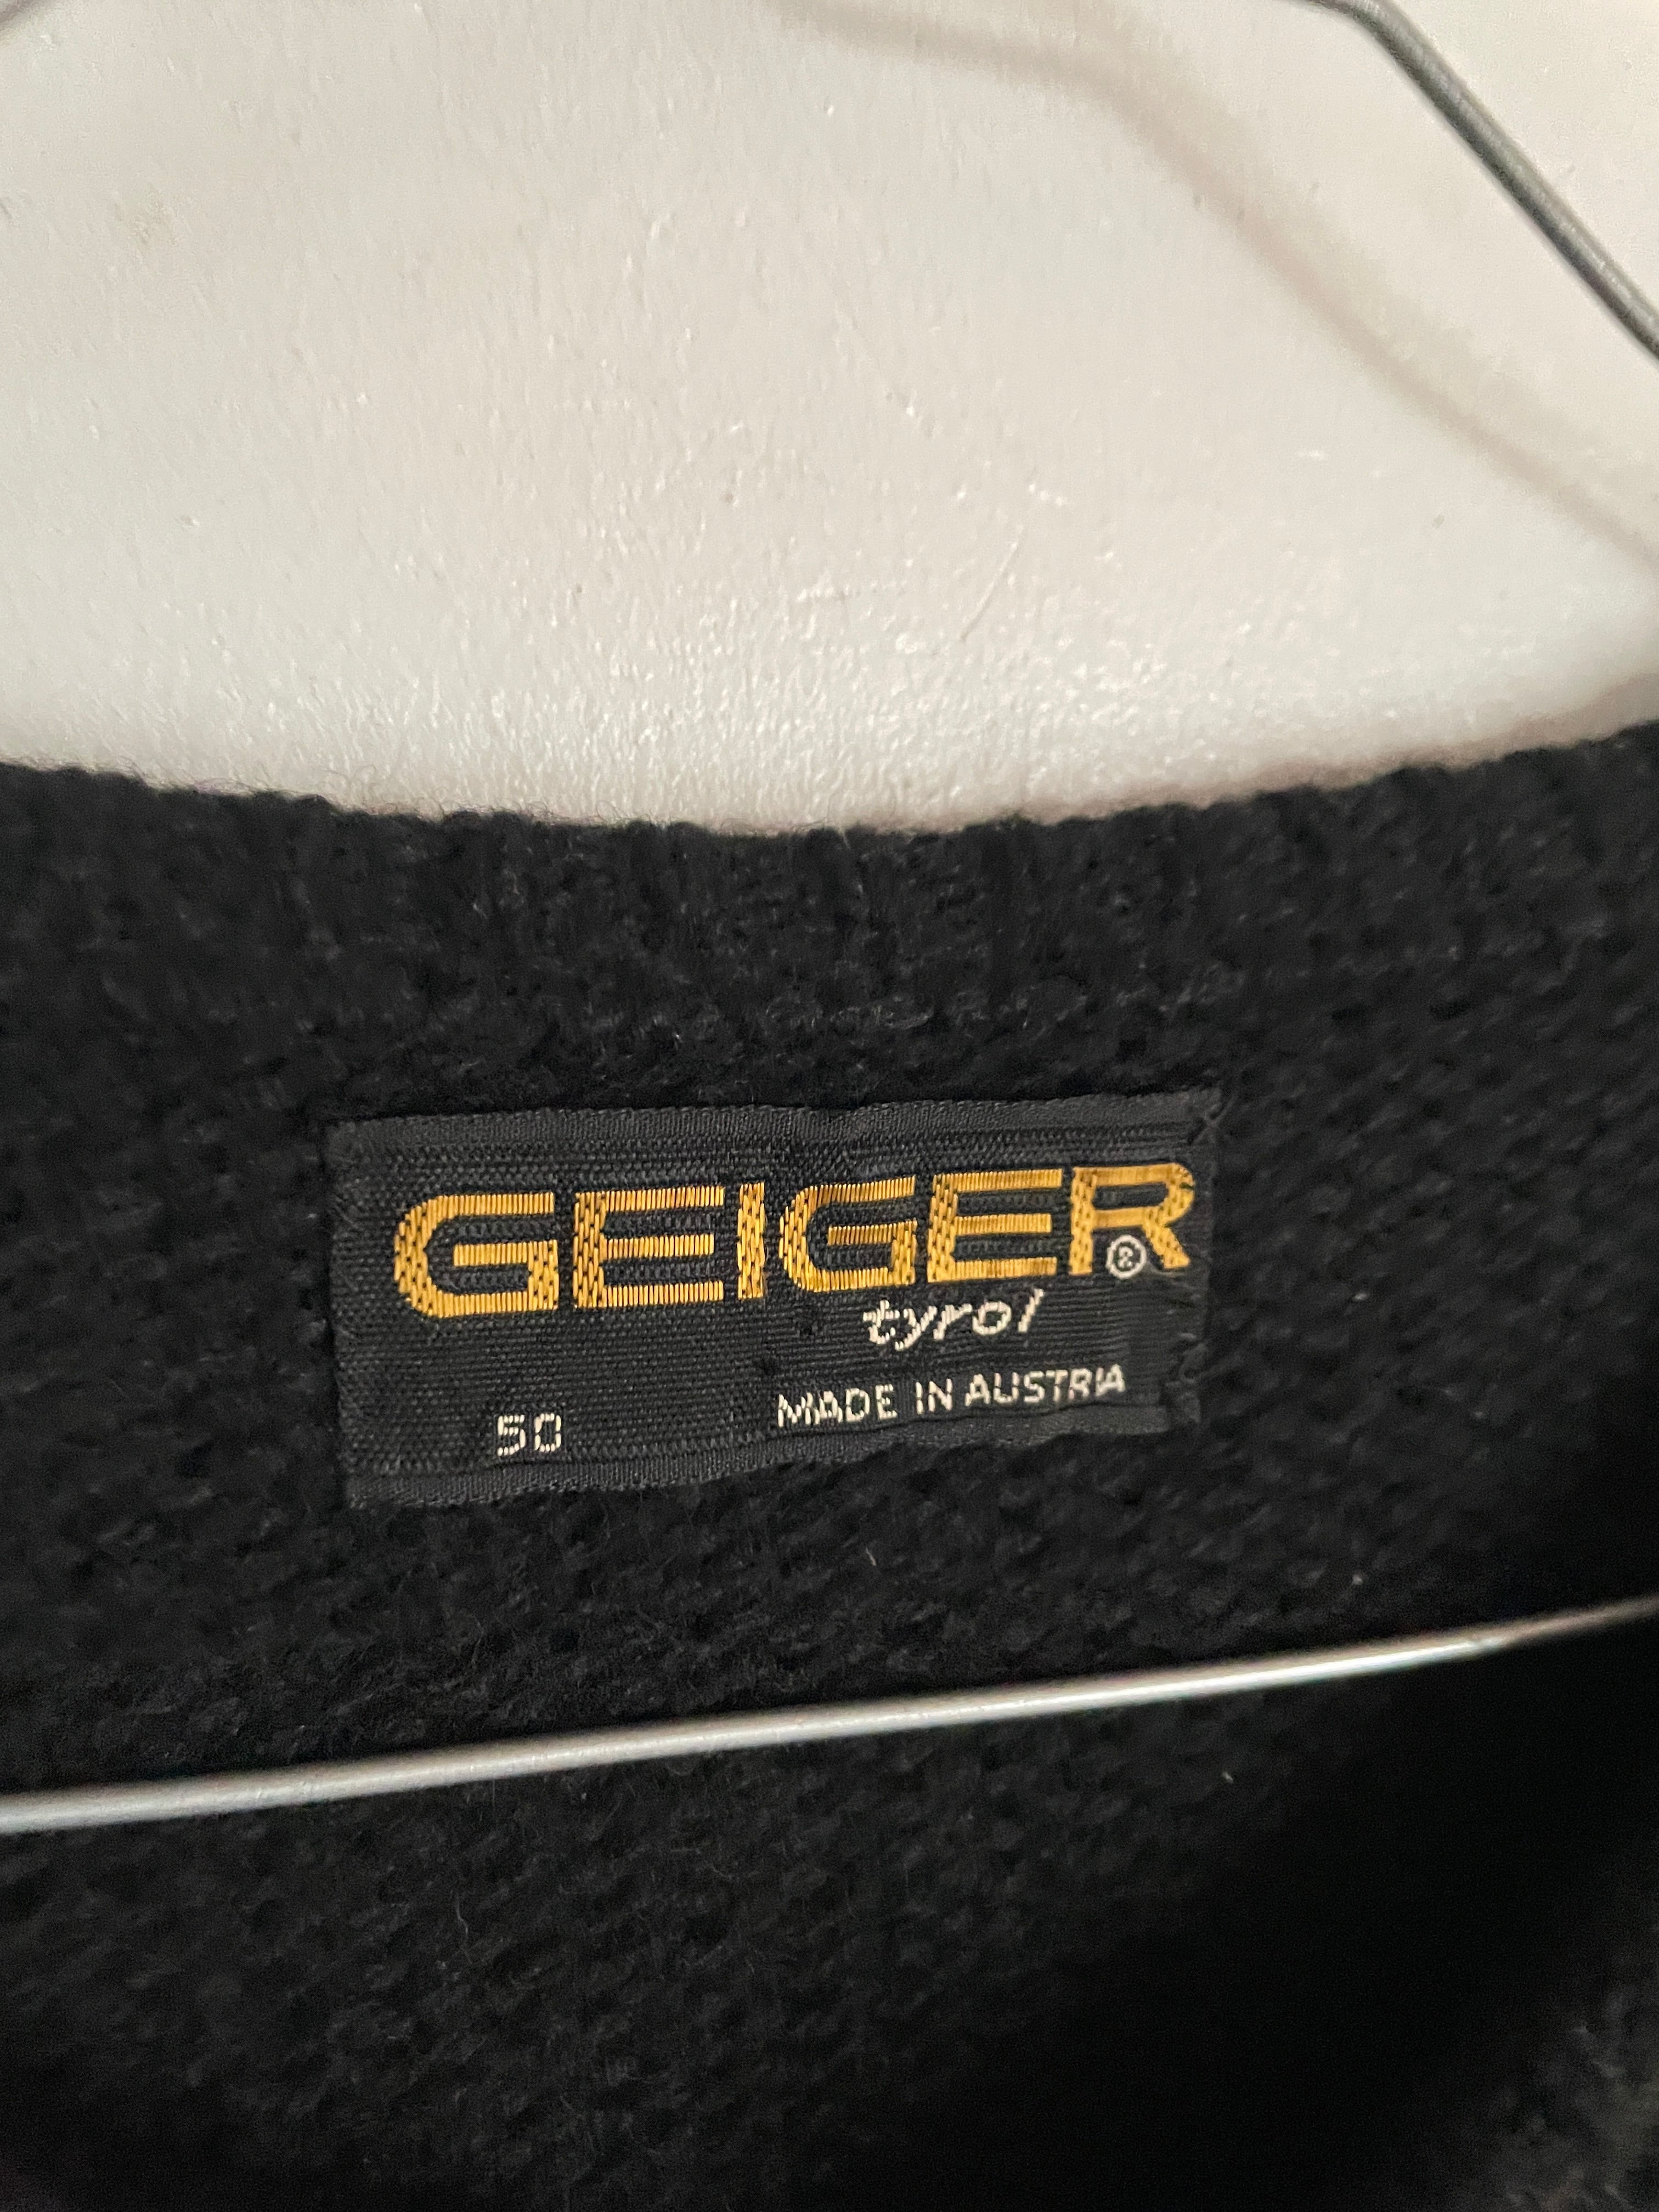 GEIGER®
tyrol
MADE IN AUSTRIA
50